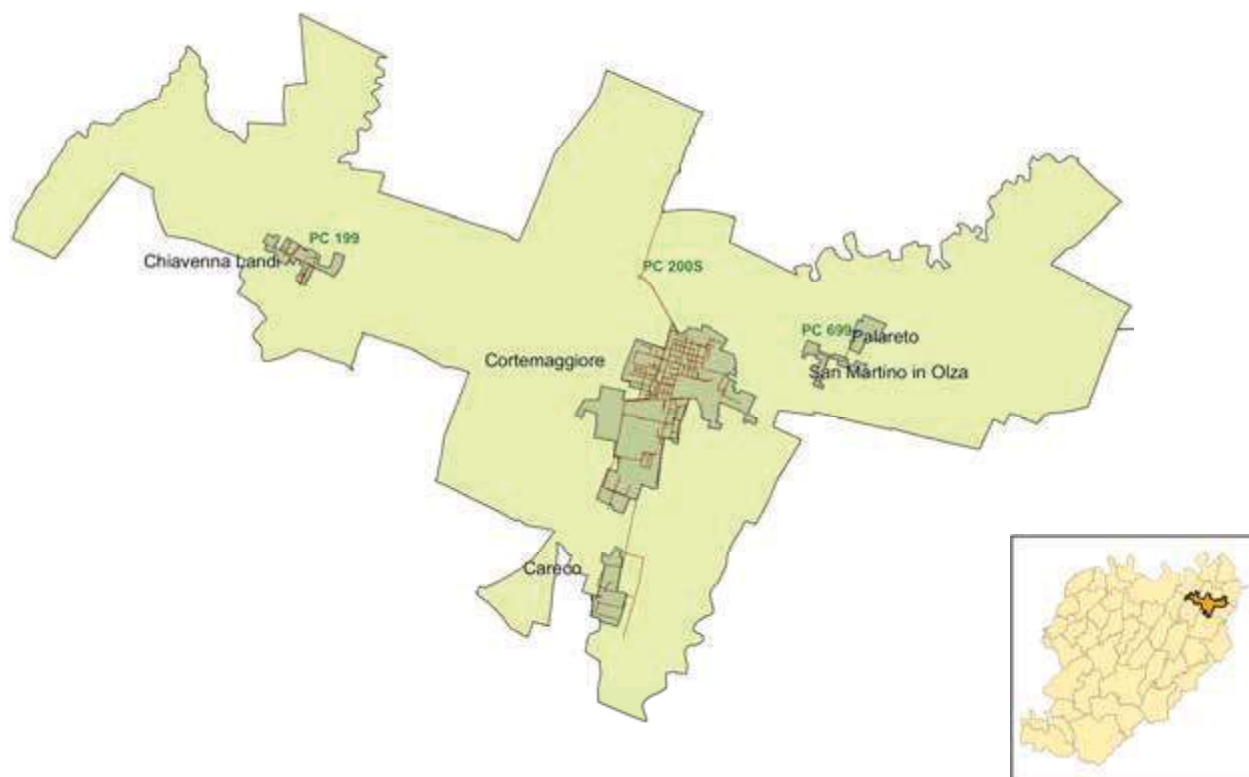 PC 199
Chiavenna Landi
PC 200S
PC 699
Palareto
Cortemaggiore
San Martino in Olza
Careco